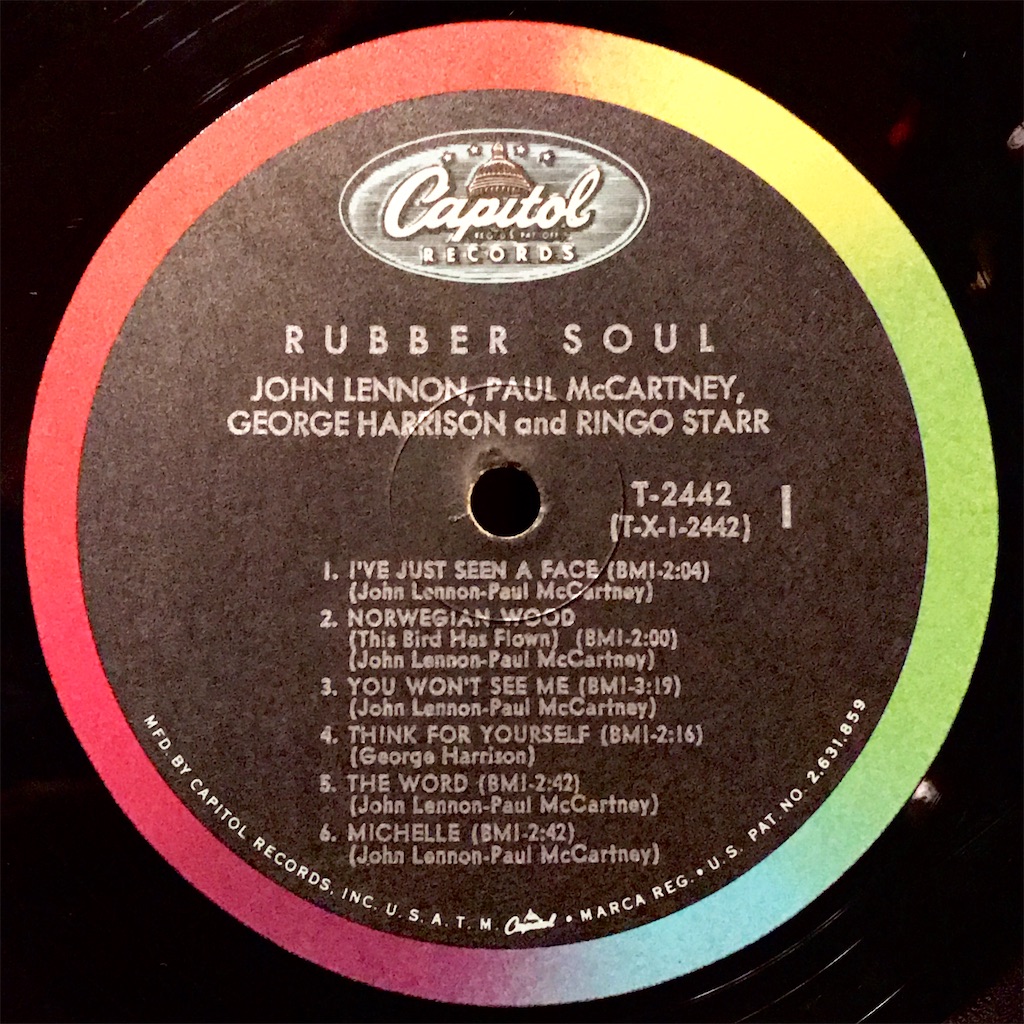 Capitol
RECORDS
RUBBER SOUL
JOHN LENNON, PAUL McCARTNEY,
GEORGE HARRISON and RINGO STARR
T-2442 1
(T-X-1-2442)
1. I'VE JUST SEEN A FACE (BMI-2:04)
(John Lennon-Paul McCartney)
2. NORWEGIAN WOOD
(This Bird Has Flown) (BMI-2:00)
(John Lennon-Paul McCartney)
3. YOU WON'T SEE ME (BMI-3:19)
(John Lennon-Paul McCartney)
4. THINK FOR YOURSELF (BMI-2:16)
(George Harrison)
5. THE WORD (BMI-2:42)
(John Lennon-Paul McCartney)
6. MICHELLE (BMI-2:42)
(John Lennon-Paul McCartney)
MFD. BY CAPITOL RECORDS, INC. U.S.A. T.M. Capitol • MARCA REG. • U.S. PAT. NO. 2,631,859